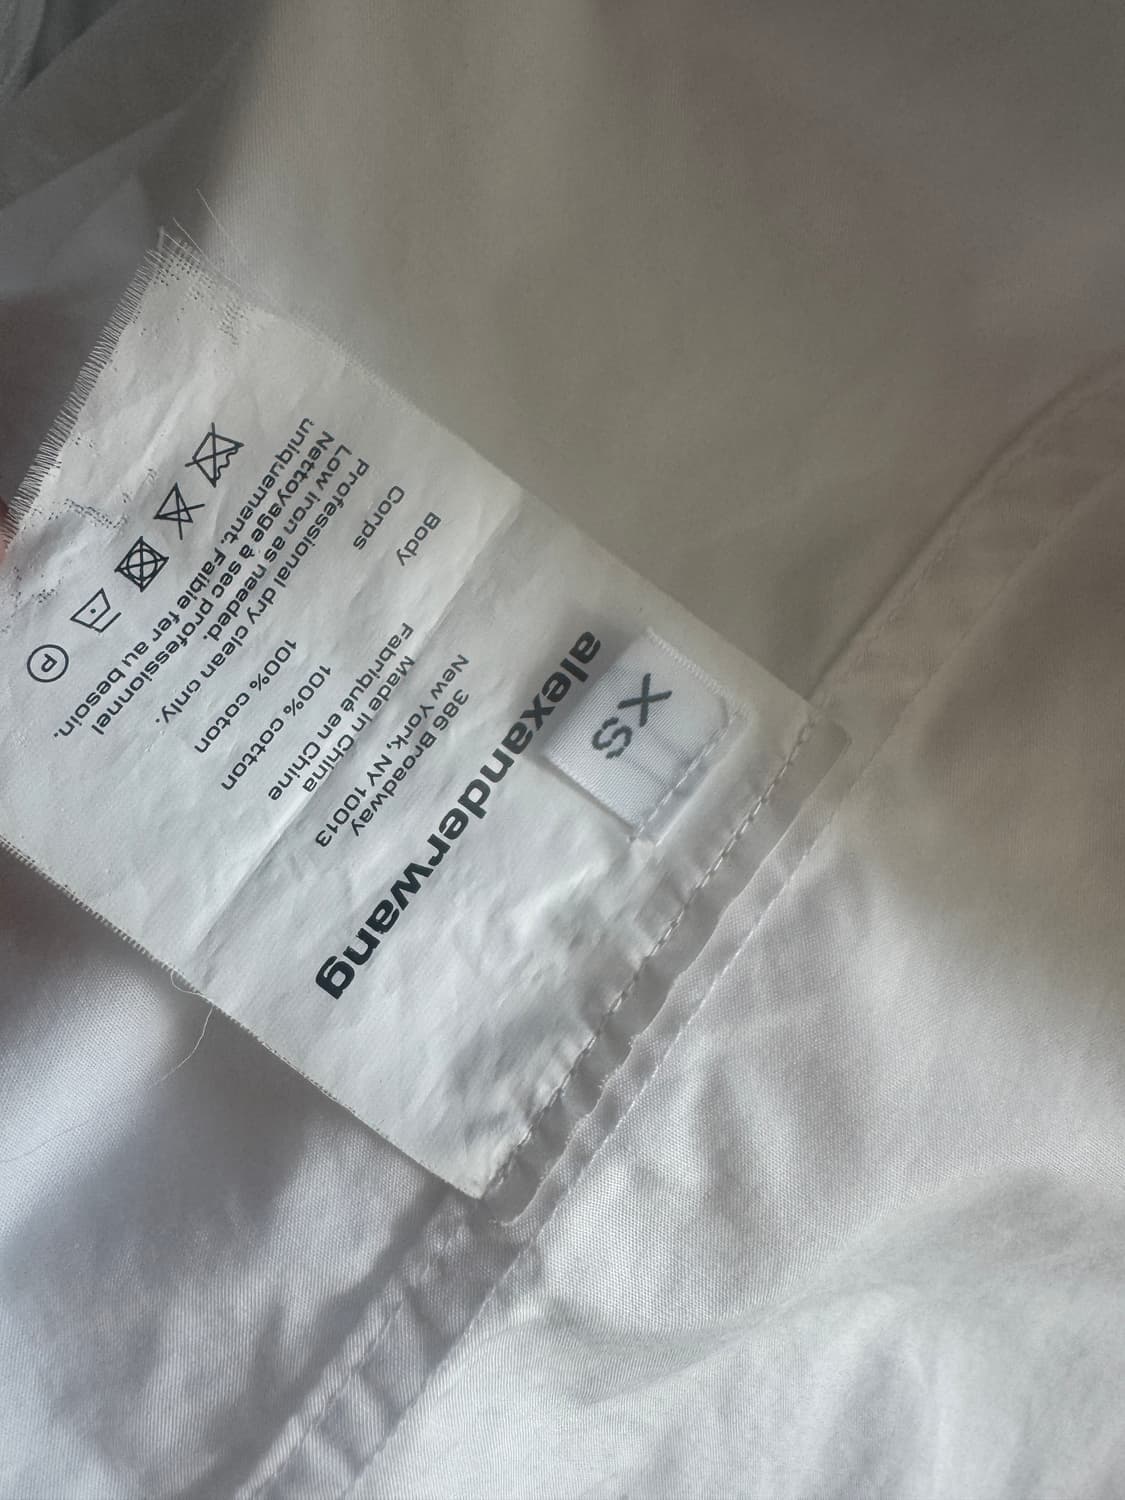 XS
alexanderwang
386 Broadway
New York, NY 10013
Made in China
Fabriqué en Chine
Body 100% cotton
Corps 100% coton
Professional dry clean only.
Low iron as needed.
Nettoyage à sec professionnel
uniquement. Faible fer au besoin.
P